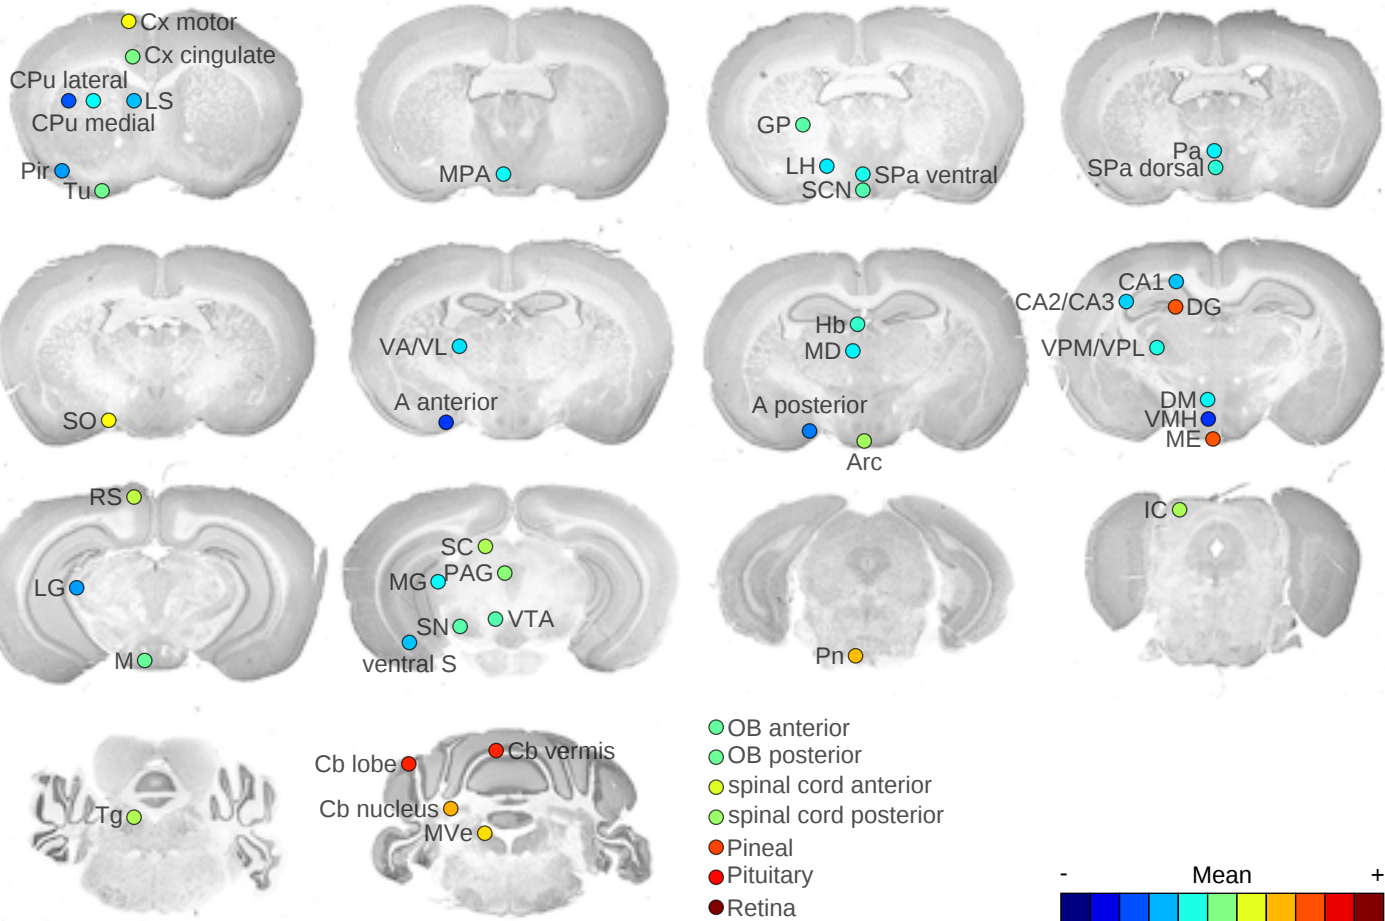 Cx motor
Cx cingulate
CPu lateral
LS
CPu medial
Pir
Tu
MPA
GP
LH
SPa ventral
SCN
Pa
SPa dorsal
SO
VA/VL
A anterior
Hb
MD
A posterior
Arc
CA1
CA2/CA3
DG
VPM/VPL
DM
VMH
ME
RS
LG
M
SC
MG
PAG
SN
VTA
ventral S
Pn
IC
Tg
Cb lobe
Cb vermis
Cb nucleus
MVe
OB anterior
OB posterior
spinal cord anterior
spinal cord posterior
Pineal
Pituitary
Retina
- Mean +